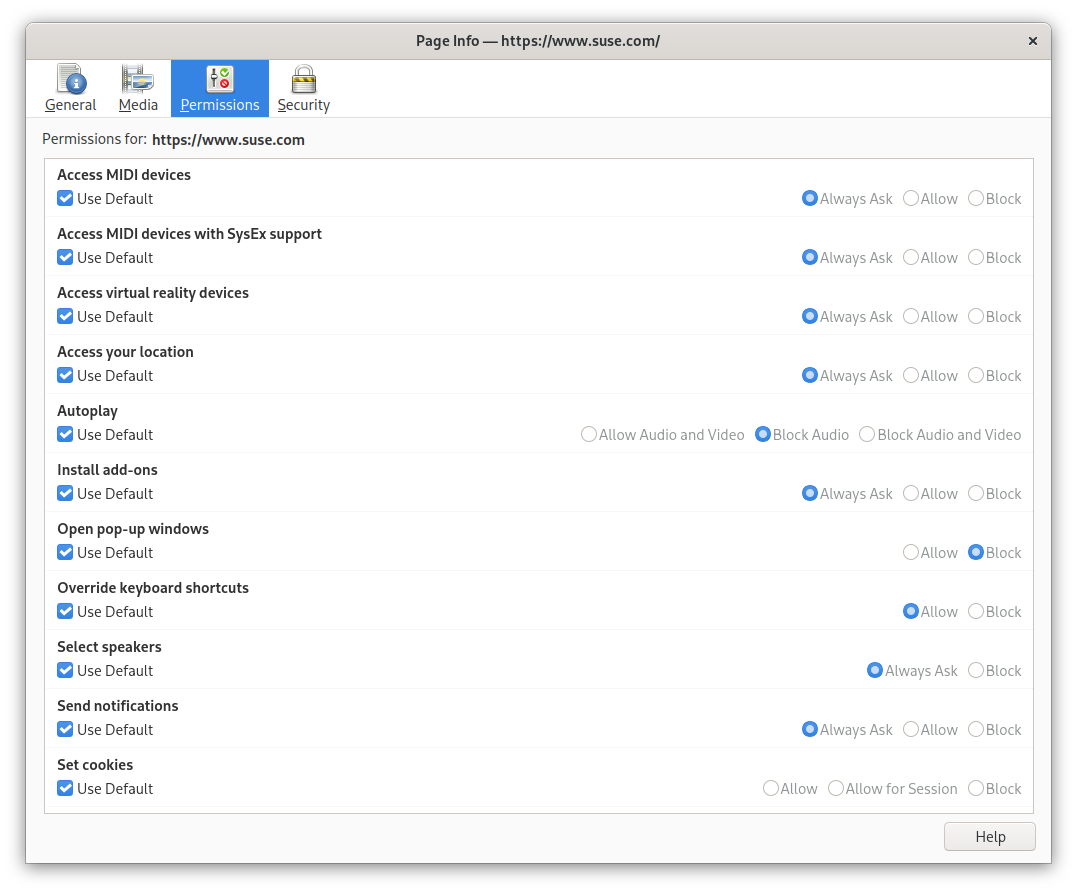 Page Info — https://www.suse.com/
General Media Permissions Security
Permissions for: https://www.suse.com
Access MIDI devices
Use Default Always Ask Allow Block
Access MIDI devices with SysEx support
Use Default Always Ask Allow Block
Access virtual reality devices
Use Default Always Ask Allow Block
Access your location
Use Default Always Ask Allow Block
Autoplay
Use Default Allow Audio and Video Block Audio Block Audio and Video
Install add-ons
Use Default Always Ask Allow Block
Open pop-up windows
Use Default Allow Block
Override keyboard shortcuts
Use Default Allow Block
Select speakers
Use Default Always Ask Block
Send notifications
Use Default Always Ask Allow Block
Set cookies
Use Default Allow Allow for Session Block
Help